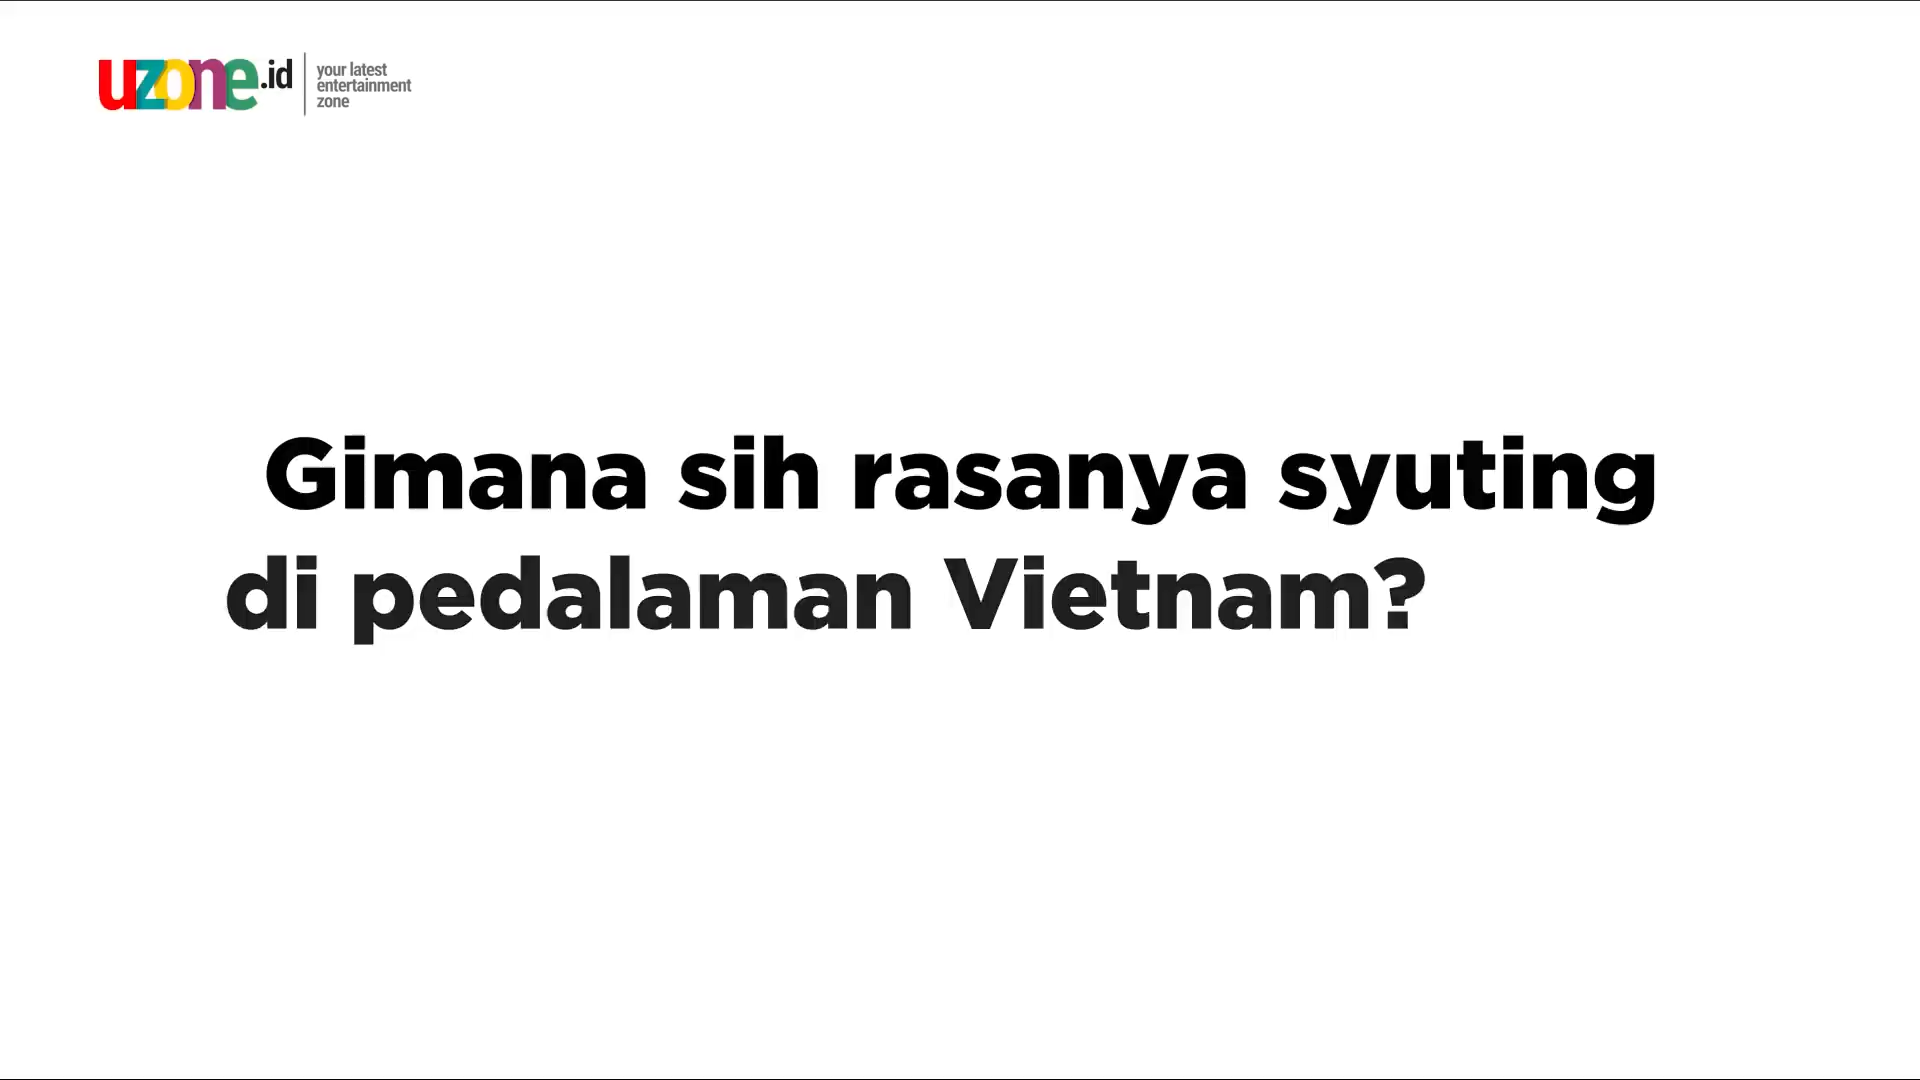 uzone.id
your latest
entertainment
zone
Gimana sih rasanya syuting
di pedalaman Vietnam?